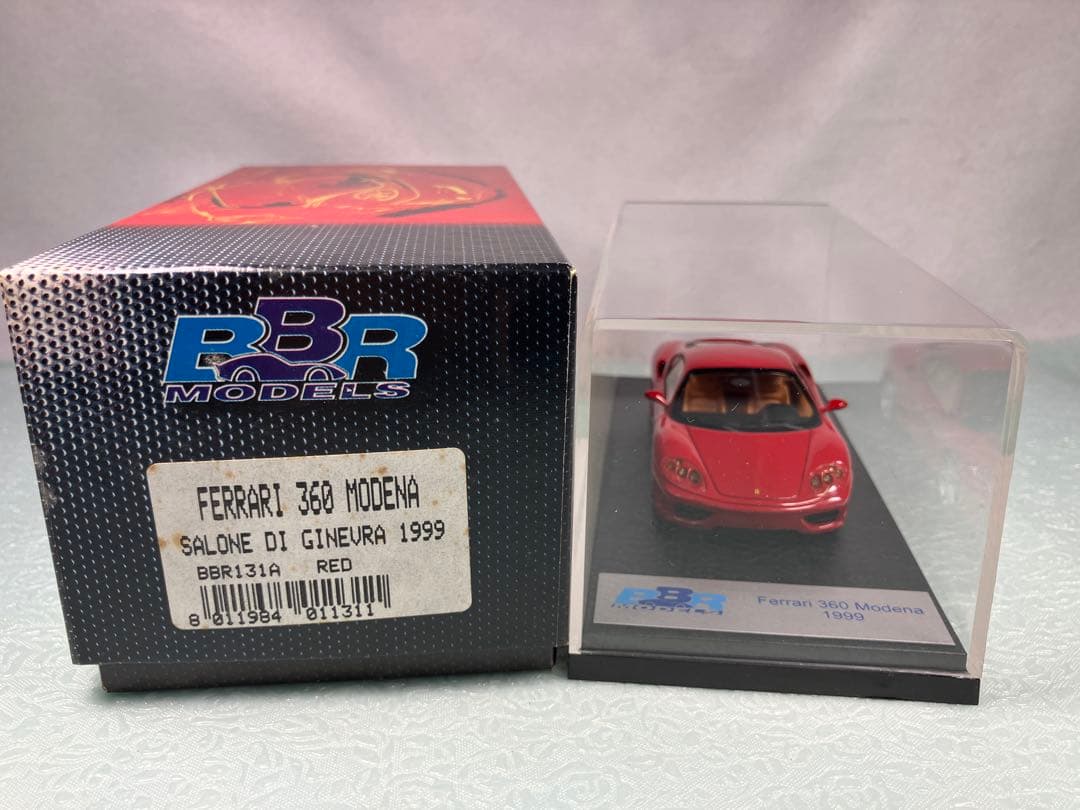 BBR
MODELS
FERRARI 360 MODENA
SALONE DI GINEVRA 1999
BBR131A RED
8 011984 011311
BBR
MODELS
Ferrari 360 Modena
1999